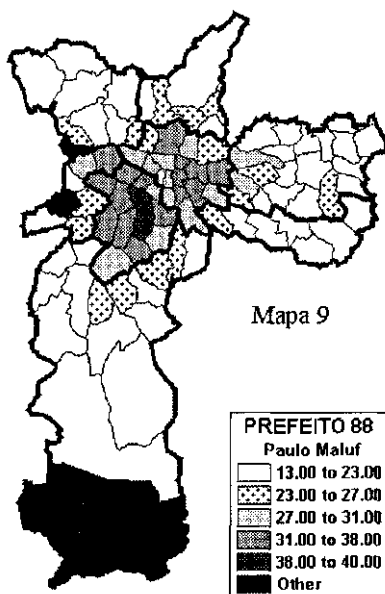 Mapa 9
PREFEITO 88
Paulo Maluf
13.00 to 23.00
23.00 to 27.00
27.00 to 31.00
31.00 to 38.00
38.00 to 40.00
Other